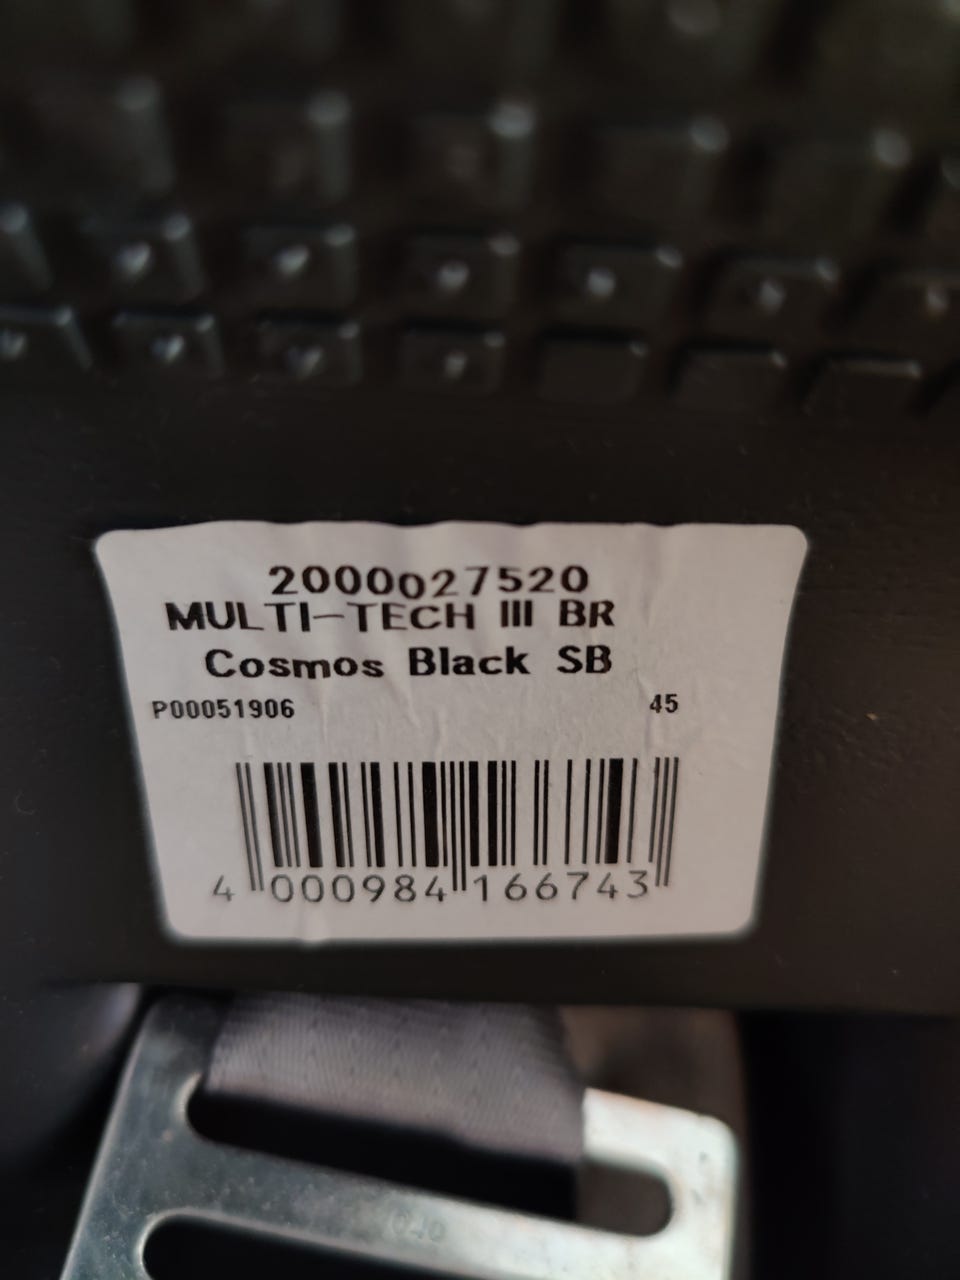 2000027520
MULTI-TECH III BR
Cosmos Black SB
P00051906 45
4 000984 166743